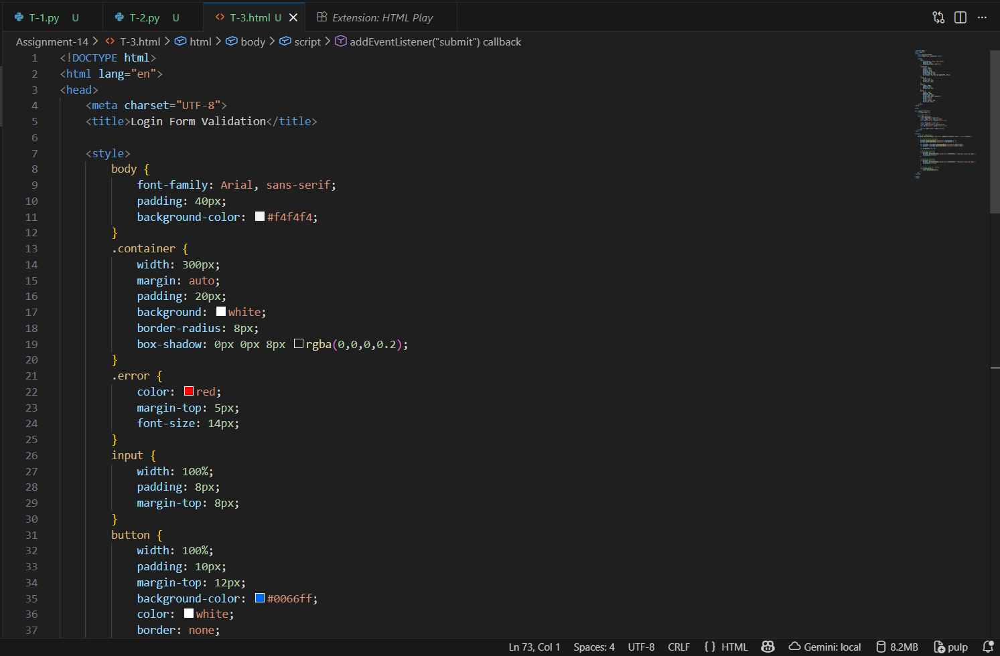 T-1.py U T-2.py U T-3.html U Extension: HTML Play
Assignment-14 > T-3.html > html > body > script > addEventListener("submit") callback
1 <!DOCTYPE html>
2 <html lang="en">
3 <head>
4 <meta charset="UTF-8">
5 <title>Login Form Validation</title>
6
7 <style>
8 body {
9 font-family: Arial, sans-serif;
10 padding: 40px;
11 background-color: #f4f4f4;
12 }
13 .container {
14 width: 300px;
15 margin: auto;
16 padding: 20px;
17 background: white;
18 border-radius: 8px;
19 box-shadow: 0px 0px 8px rgba(0,0,0,0.2);
20 }
21 .error {
22 color: red;
23 margin-top: 5px;
24 font-size: 14px;
25 }
26 input {
27 width: 100%;
28 padding: 8px;
29 margin-top: 8px;
30 }
31 button {
32 width: 100%;
33 padding: 10px;
34 margin-top: 12px;
35 background-color: #0066ff;
36 color: white;
37 border: none;
Ln 73, Col 1 Spaces: 4 UTF-8 CRLF {} HTML Gemini: local 8.2MB pulp